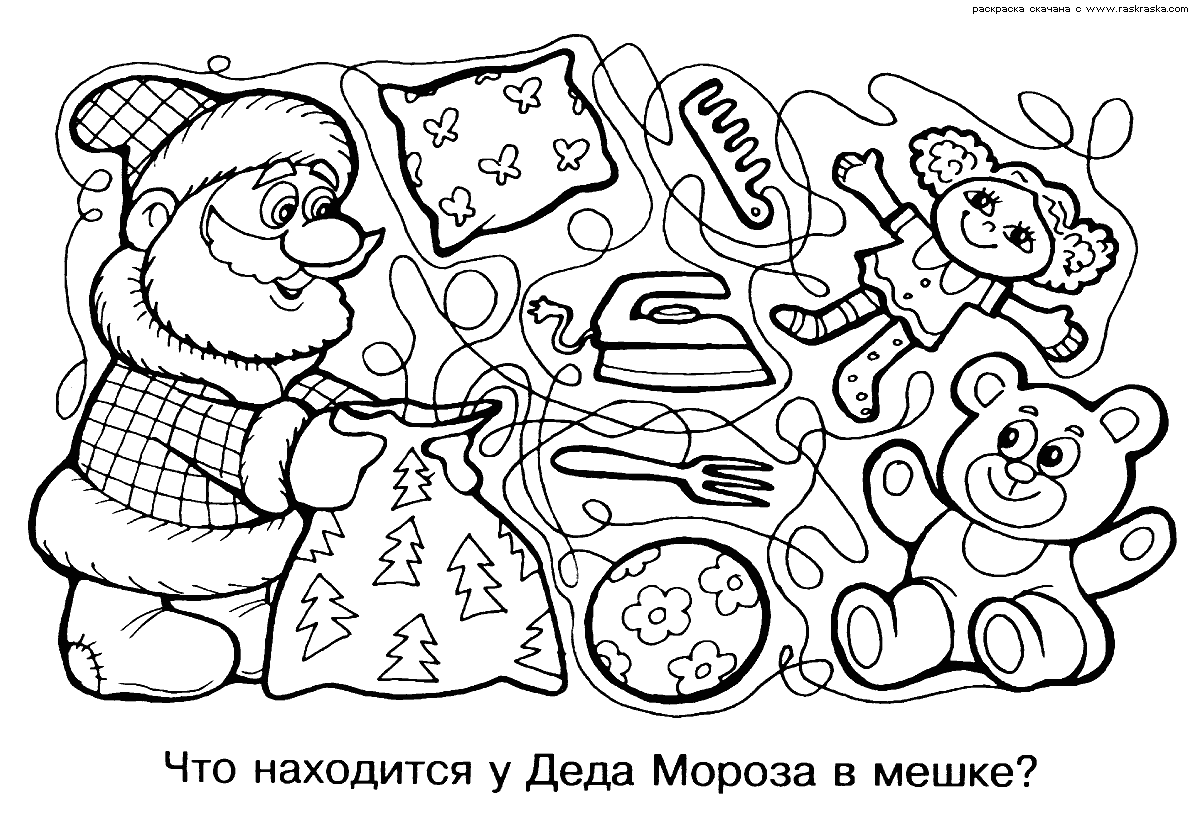 раскраска скачана с www.raskraska.com
Что находится у Деда Мороза в мешке?